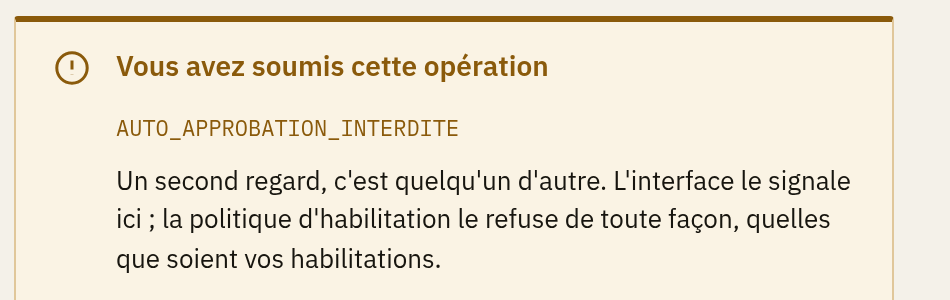 Vous avez soumis cette opération
AUTO_APPROBATION_INTERDITE
Un second regard, c'est quelqu'un d'autre. L'interface le signale
ici ; la politique d'habilitation le refuse de toute façon, quelles
que soient vos habilitations.